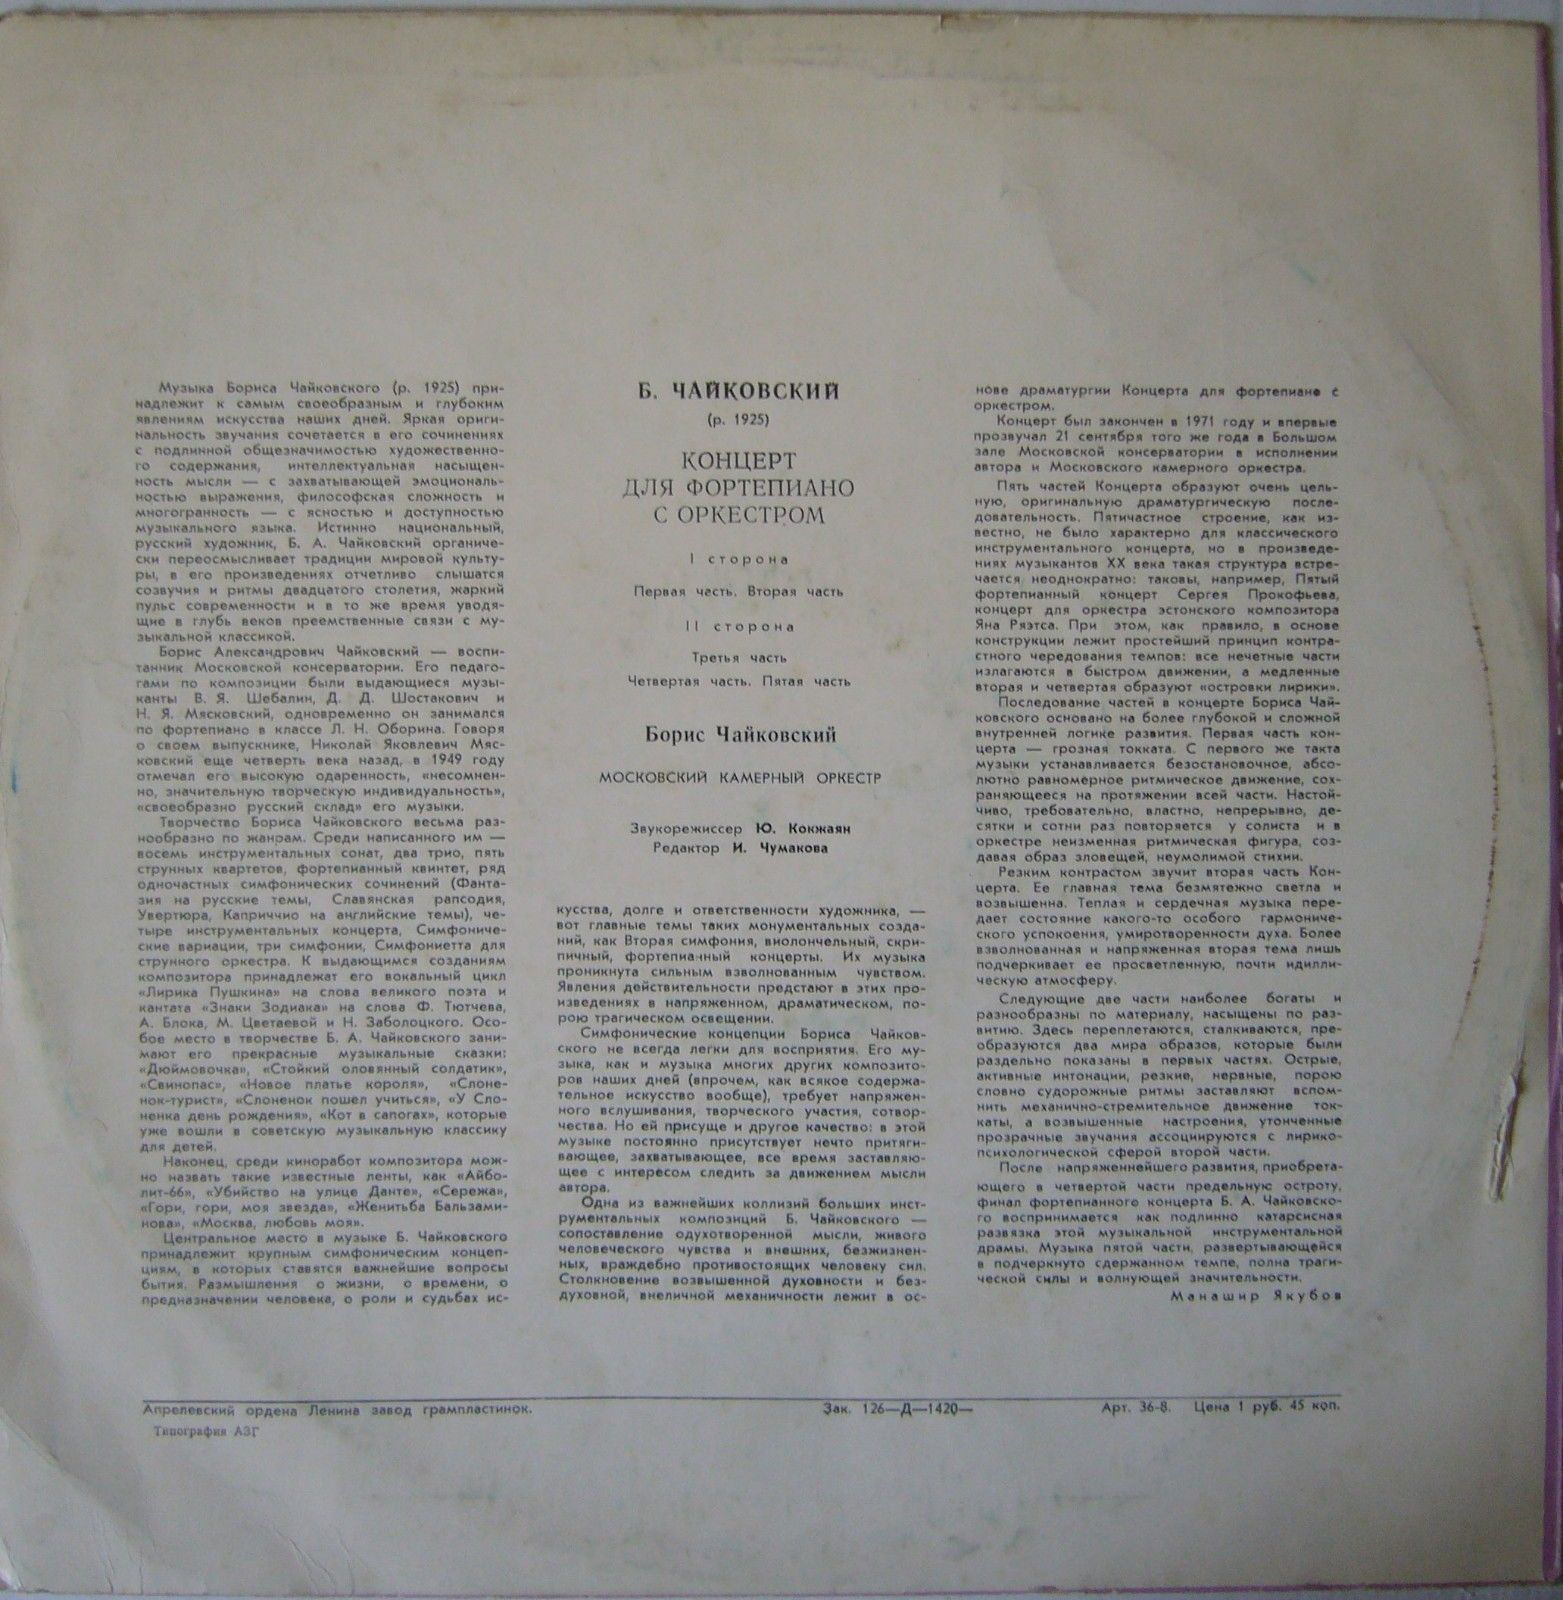 Музыка Бориса Чайковского (р. 1925) при-
надлежит к самым своеобразным и глубоким
явлениям искусства наших дней. Яркая ориги-
нальность звучания сочетается в его сочинениях
с подлинной общезначимостью художественно-
го содержания, интеллектуальная насыщен-
ность мысли — с захватывающей эмоциональ-
ностью выражения, философская сложность и
многогранность — с ясностью и доступностью
музыкального языка. Истинно национальный,
русский художник, Б. А. Чайковский органиче-
ски переосмысливает традиции мировой культу-
ры, в его произведениях отчетливо слышатся
созвучия и ритмы двадцатого столетия, жаркий
пульс современности и в то же время уводя-
щие в глубь веков преемственные связи с му-
зыкальной классикой.
Борис Александрович Чайковский — воспи-
танник Московской консерватории. Его педаго-
гами по композиции были выдающиеся музы-
канты В. Я. Шебалин, Д. Д. Шостакович и
Н. Я. Мясковский, одновременно он занимался
по фортепиано в классе Л. Н. Оборина. Говоря
о своем выпускнике, Николай Яковлевич Мяс-
ковский еще четверть века назад, в 1949 году
отмечал его высокую одаренность, «несомнен-
но, значительную творческую индивидуальность»,
«своеобразно русский склад» его музыки.
Творчество Бориса Чайковского весьма раз-
нообразно по жанрам. Среди написанного им —
восемь инструментальных сонат, два трио, пять
струнных квартетов, фортепианный квинтет, ряд
одночастных симфонических сочинений (Фанта-
зия на русские темы, Славянская рапсодия,
Увертюра, Каприччио на английские темы), че-
тыре инструментальных концерта, Симфониче-
ские вариации, три симфонии, Симфониетта для
струнного оркестра. К выдающимся созданиям
композитора принадлежат его вокальный цикл
«Лирика Пушкина» на слова великого поэта и
кантата «Знаки Зодиака» на слова Ф. Тютчева,
А. Блока, М. Цветаевой и Н. Заболоцкого. Осо-
бое место в творчестве Б. А. Чайковского зани-
мают его прекрасные музыкальные сказки:
«Дюймовочка», «Стойкий оловянный солдатик»,
«Свинопас», «Новое платье короля», «Слоне-
нок-турист», «Слоненок пошел учиться», «У Сло-
ненка день рождения», «Кот в сапогах», которые
уже вошли в советскую музыкальную классику
для детей.
Наконец, среди киноработ композитора мож-
но назвать такие известные ленты, как «Айбо-
лит-66», «Убийство на улице Данте», «Сережа»,
«Гори, гори, моя звезда», «Женитьба Бальзами-
нова», «Москва, любовь моя».
Центральное место в музыке Б. Чайковского
принадлежит крупным симфоническим концеп-
циям, в которых ставятся важнейшие вопросы
бытия. Размышления о жизни, о времени, о
предназначении человека, о роли и судьбах ис-
Б. ЧАЙКОВСКИЙ
(р. 1925)
КОНЦЕРТ
ДЛЯ ФОРТЕПИАНО
С ОРКЕСТРОМ
I сторона
Первая часть. Вторая часть
II сторона
Третья часть
Четвертая часть. Пятая часть
Борис Чайковский
МОСКОВСКИЙ КАМЕРНЫЙ ОРКЕСТР
Звукорежиссер Ю. Кокжаян
Редактор И. Чумакова
кусства, долге и ответственности художника, —
вот главные темы таких монументальных созда-
ний, как Вторая симфония, виолончельный, скри-
пичный, фортепианный концерты. Их музыка
проникнута сильным взволнованным чувством.
Явления действительности предстают в этих про-
изведениях в напряженном, драматическом, по-
рою трагическом освещении.
Симфонические концепции Бориса Чайков-
ского не всегда легки для восприятия. Его му-
зыка, как и музыка многих других композито-
ров наших дней (впрочем, как всякое содержа-
тельное искусство вообще), требует напряжен-
ного вслушивания, творческого участия, сотвор-
чества. Но ей присуще и другое качество: в этой
музыке постоянно присутствует нечто притяги-
вающее, захватывающее, все время заставляю-
щее с интересом следить за движением мысли
автора.
Одна из важнейших коллизий больших инст-
рументальных композиций Б. Чайковского —
сопоставление одухотворенной мысли, живого
человеческого чувства и внешних, безжизнен-
ных, враждебно противостоящих человеку сил.
Столкновение возвышенной духовности и без-
духовной, внеличной механичности лежит в ос-
нове драматургии Концерта для фортепиано с
оркестром.
Концерт был закончен в 1971 году и впервые
прозвучал 21 сентября того же года в Большом
зале Московской консерватории в исполнении
автора и Московского камерного оркестра.
Пять частей Концерта образуют очень цель-
ную, оригинальную драматургическую после-
довательность. Пятичастное строение, как из-
вестно, не было характерно для классического
инструментального концерта, но в произведе-
ниях музыкантов XX века такая структура встре-
чается неоднократно: таковы, например, Пятый
фортепианный концерт Сергея Прокофьева,
концерт для оркестра эстонского композитора
Яна Ряэтса. При этом, как правило, в основе
конструкции лежит простейший принцип контра-
стного чередования темпов: все нечетные части
излагаются в быстром движении, а медленные
вторая и четвертая образуют «островки лирики».
Последование частей в концерте Бориса Чай-
ковского основано на более глубокой и сложной
внутренней логике развития. Первая часть кон-
церта — грозная токката. С первого же такта
музыки устанавливается безостановочное, абсо-
лютно равномерное ритмическое движение, сох-
раняющееся на протяжении всей части. Настой-
чиво, требовательно, властно, непрерывно, де-
сятки и сотни раз повторяется у солиста и в
оркестре неизменная ритмическая фигура, соз-
давая образ зловещей, неумолимой стихии.
Резким контрастом звучит вторая часть Кон-
церта. Ее главная тема безмятежно светла и
возвышенна. Теплая и сердечная музыка пере-
дает состояние какого-то особого гармониче-
ского успокоения, умиротворенности духа. Более
взволнованная и напряженная вторая тема лишь
подчеркивает ее просветленную, почти идилли-
ческую атмосферу.
Следующие две части наиболее богаты и
разнообразны по материалу, насыщены по раз-
витию. Здесь переплетаются, сталкиваются, пре-
образуются два мира образов, которые были
раздельно показаны в первых частях. Острые,
активные интонации, резкие, нервные, порою
словно судорожные ритмы заставляют вспом-
нить механично-стремительное движение ток-
каты, а возвышенные настроения, утонченные
прозрачные звучания ассоциируются с лирико-
психологической сферой второй части.
После напряженнейшего развития, приобрета-
ющего в четвертой части предельную остроту,
финал фортепианного концерта Б. А. Чайковско-
го воспринимается как подлинно катарсисная
развязка этой музыкальной инструментальной
драмы. Музыка пятой части, развертывающейся
в подчеркнуто сдержанном темпе, полна траги-
ческой силы и волнующей значительности.
Манашир Якубов
Апрелевский ордена Ленина завод грампластинок. Зак. 126—Д—1420— Арт. 36-8. Цена 1 руб. 45 коп.
Типография АЗГ